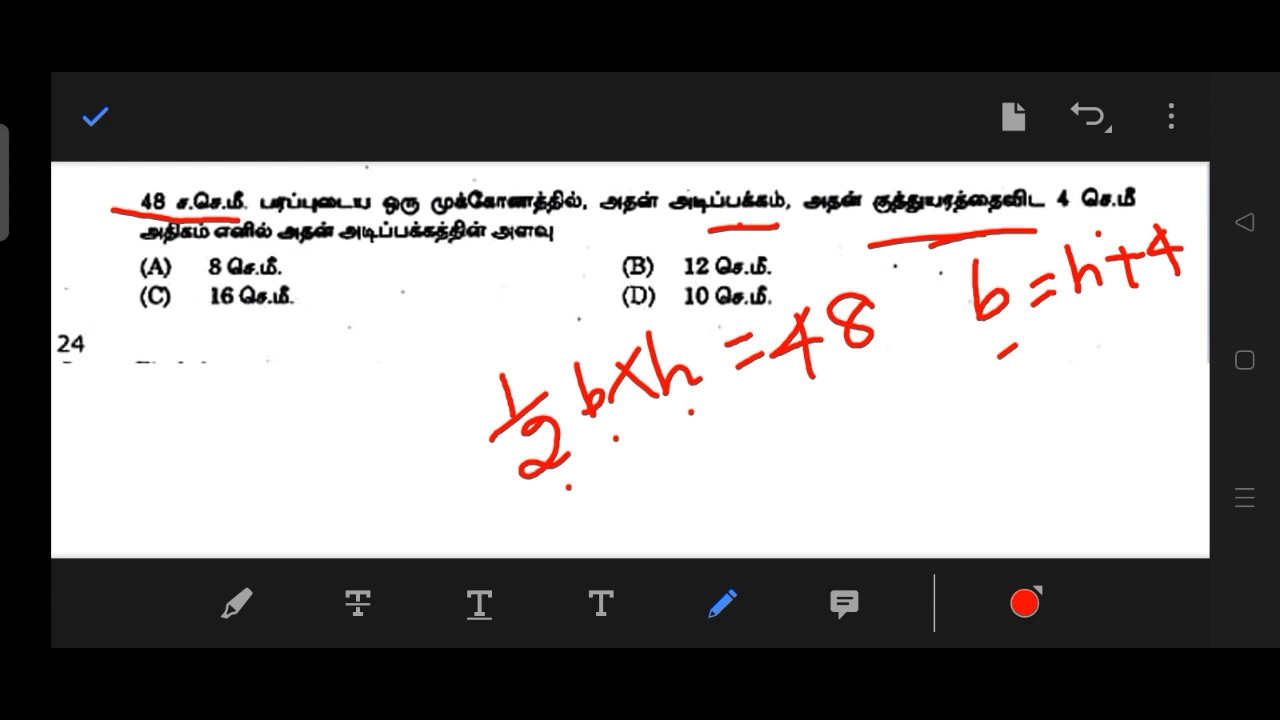 48 ச.செ.மீ. பரப்புடைய ஒரு முக்கோணத்தில், அதன் அடிப்பக்கம், அதன் குத்துயரத்தைவிட 4 செ.மீ
அதிகம் எனில் அதன் அடிப்பக்கத்தின் அளவு
(A) 8 செ.மீ. (B) 12 செ.மீ.
(C) 16 செ.மீ. (D) 10 செ.மீ.
b = h + 4
1/2 b × h = 48
24
T
T
T